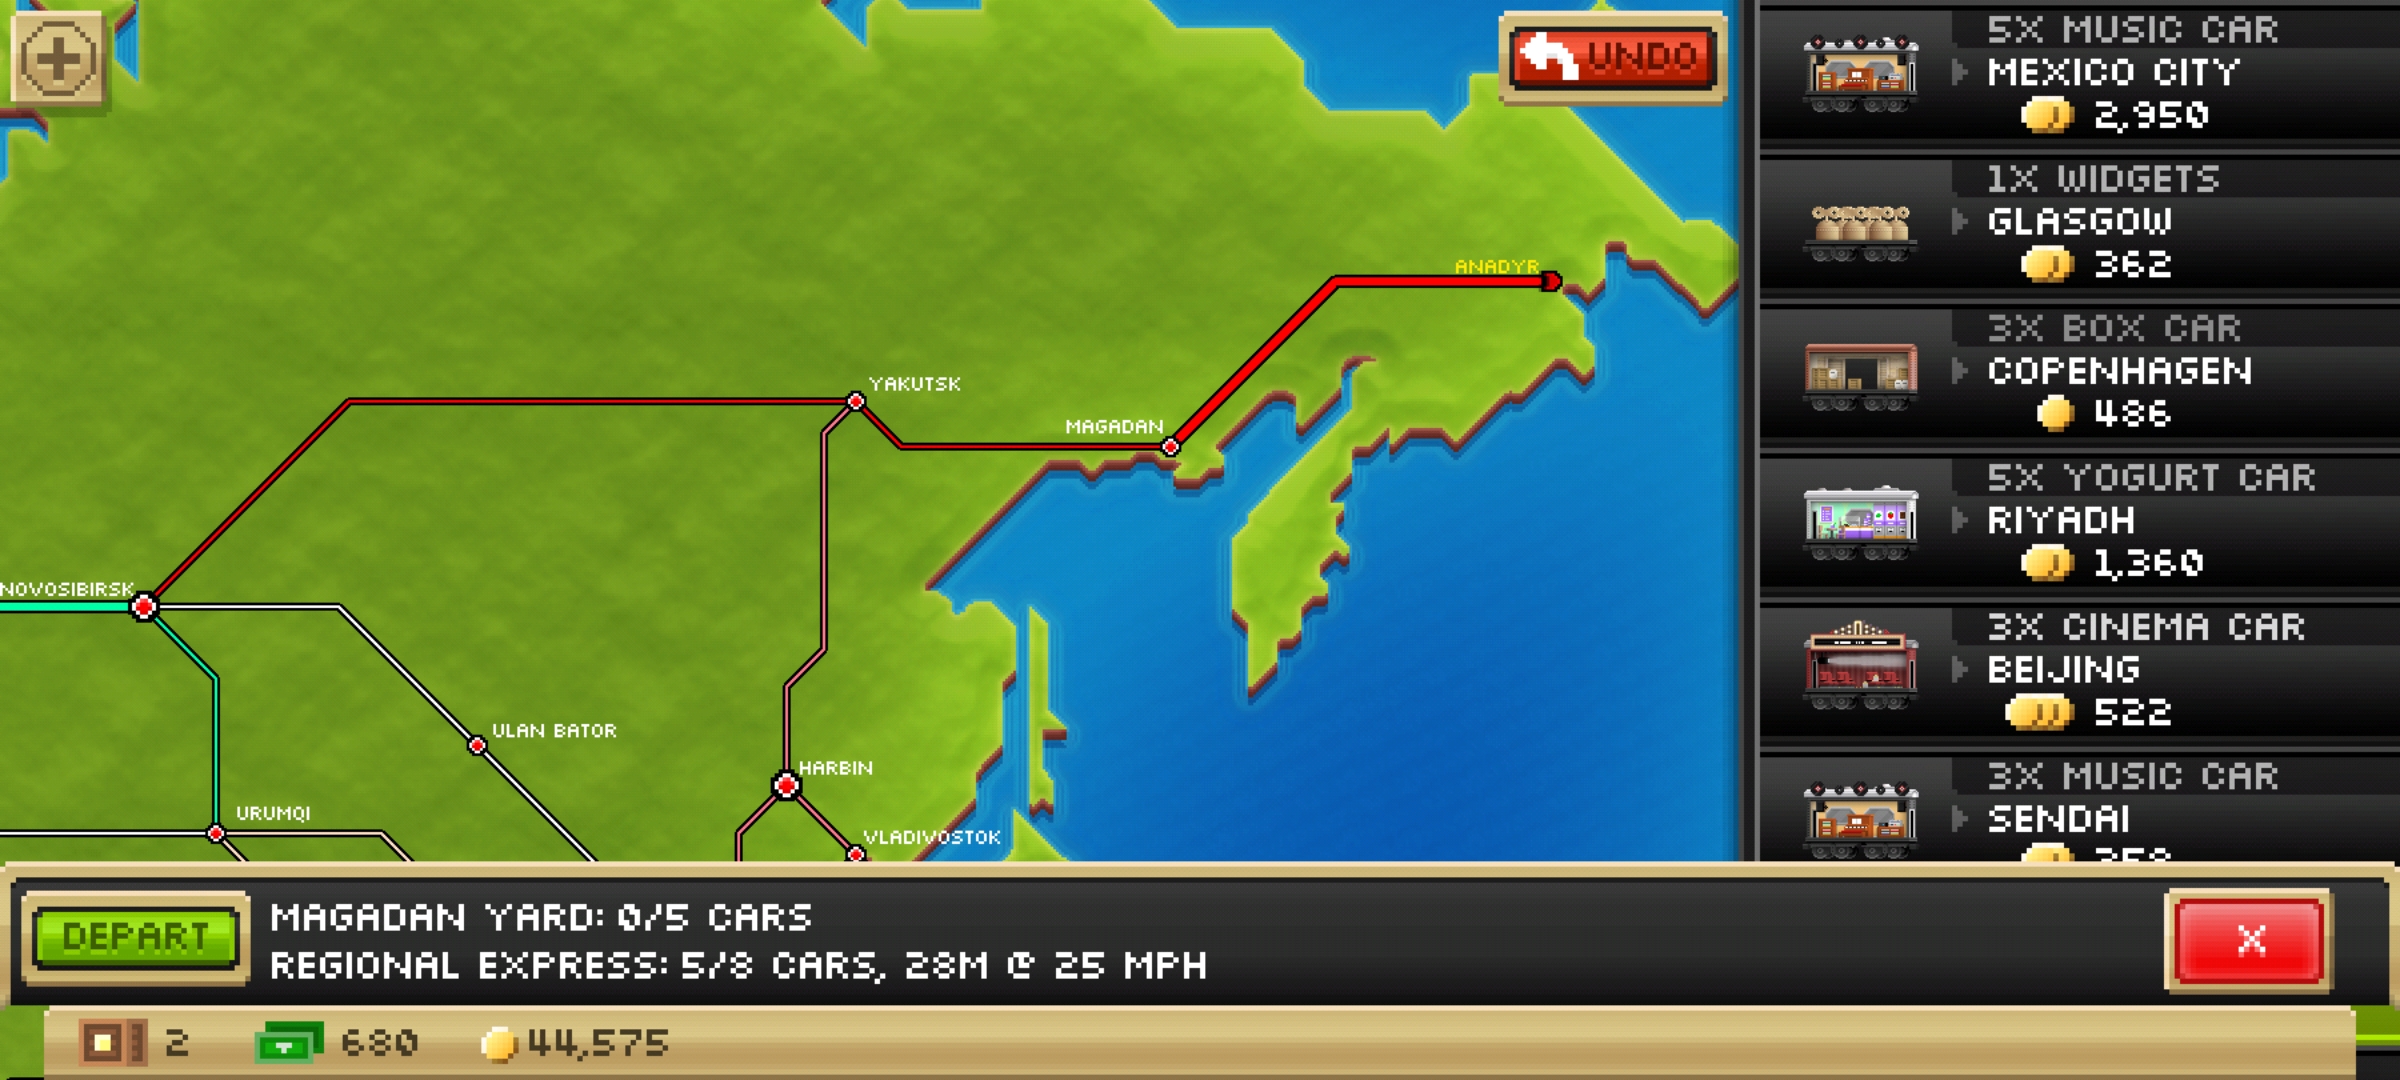 UNDO
ANADYR
YAKUTSK
MAGADAN
NOVOSIBIRSK
ULAN BATOR
HARBIN
URUMQI
VLADIVOSTOK
5X MUSIC CAR
MEXICO CITY
2,950
1X WIDGETS
GLASGOW
362
3X BOX CAR
COPENHAGEN
486
5X YOGURT CAR
RIYADH
1,360
3X CINEMA CAR
BEIJING
522
3X MUSIC CAR
SENDAI
DEPART
MAGADAN YARD: 0/5 CARS
REGIONAL EXPRESS: 5/8 CARS, 28M @ 25 MPH
X
2
680
44,575